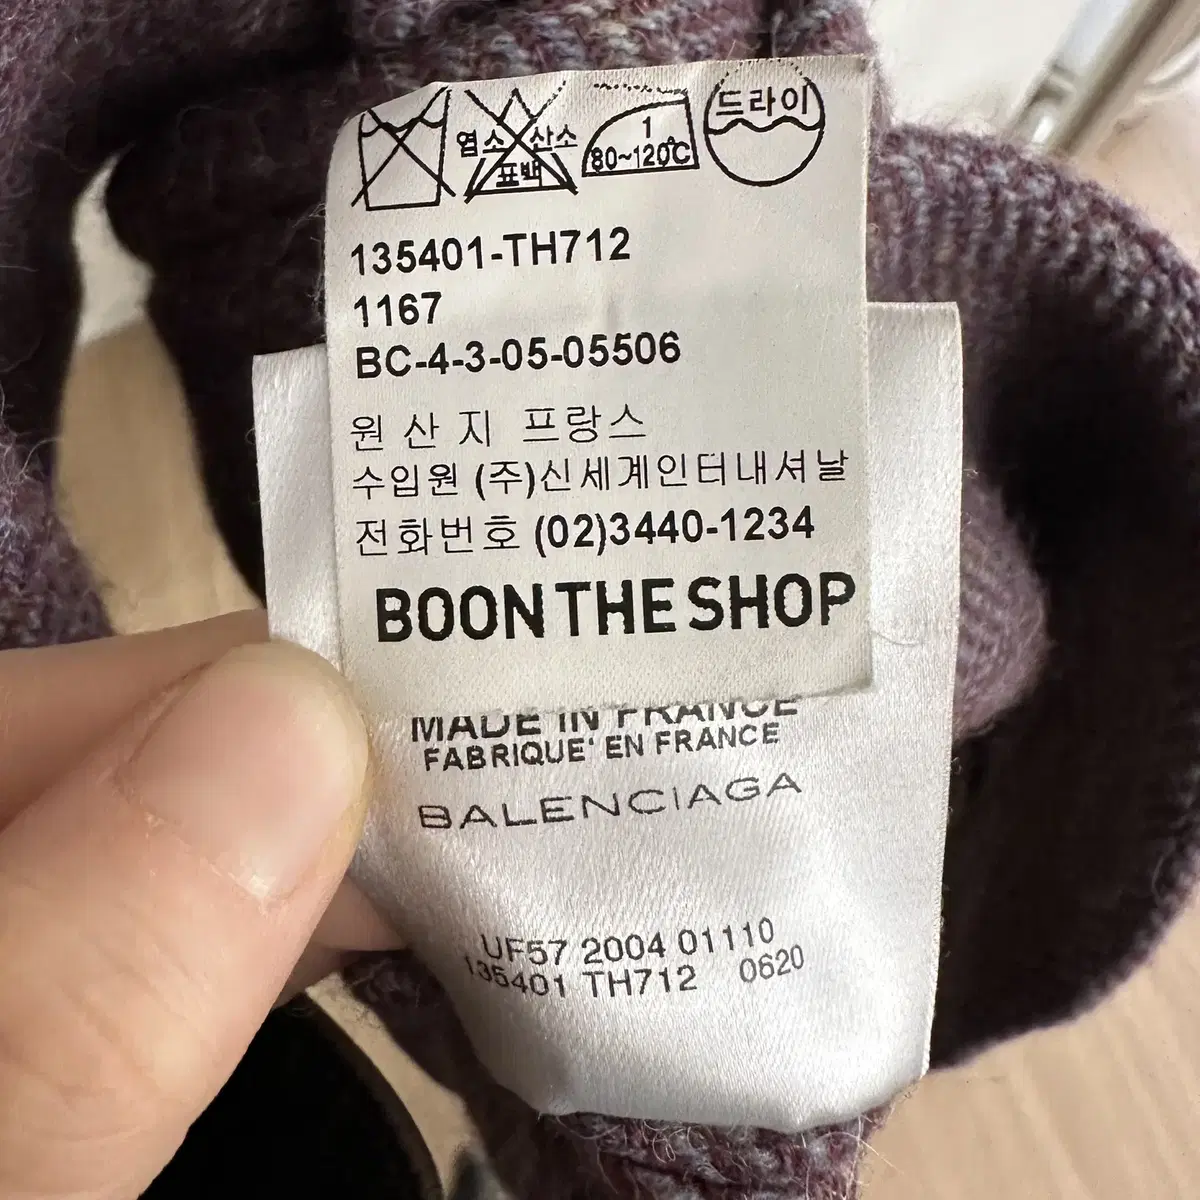 염소 산소 표백
1
80~120℃
드라이
135401-TH712
1167
BC-4-3-05-05506
원산지 프랑스
수입원 (주)신세계인터내셔날
전화번호 (02)3440-1234
BOONTHESHOP
MADE IN FRANCE
FABRIQUE' EN FRANCE
BALENCIAGA
UF57 2004 01110
135401 TH712 0620